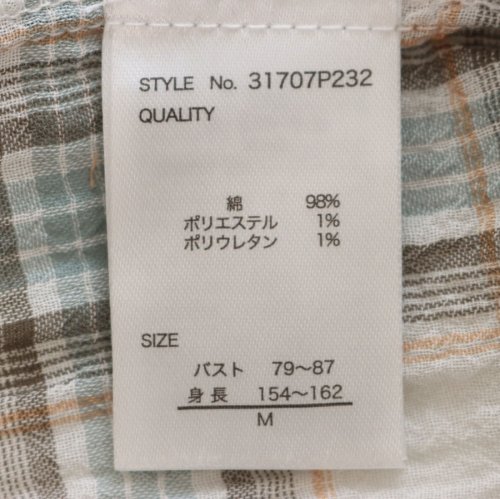 STYLE No. 31707P232
QUALITY
綿 98%
ポリエステル 1%
ポリウレタン 1%
SIZE
バスト 79～87
身長 154～162
M